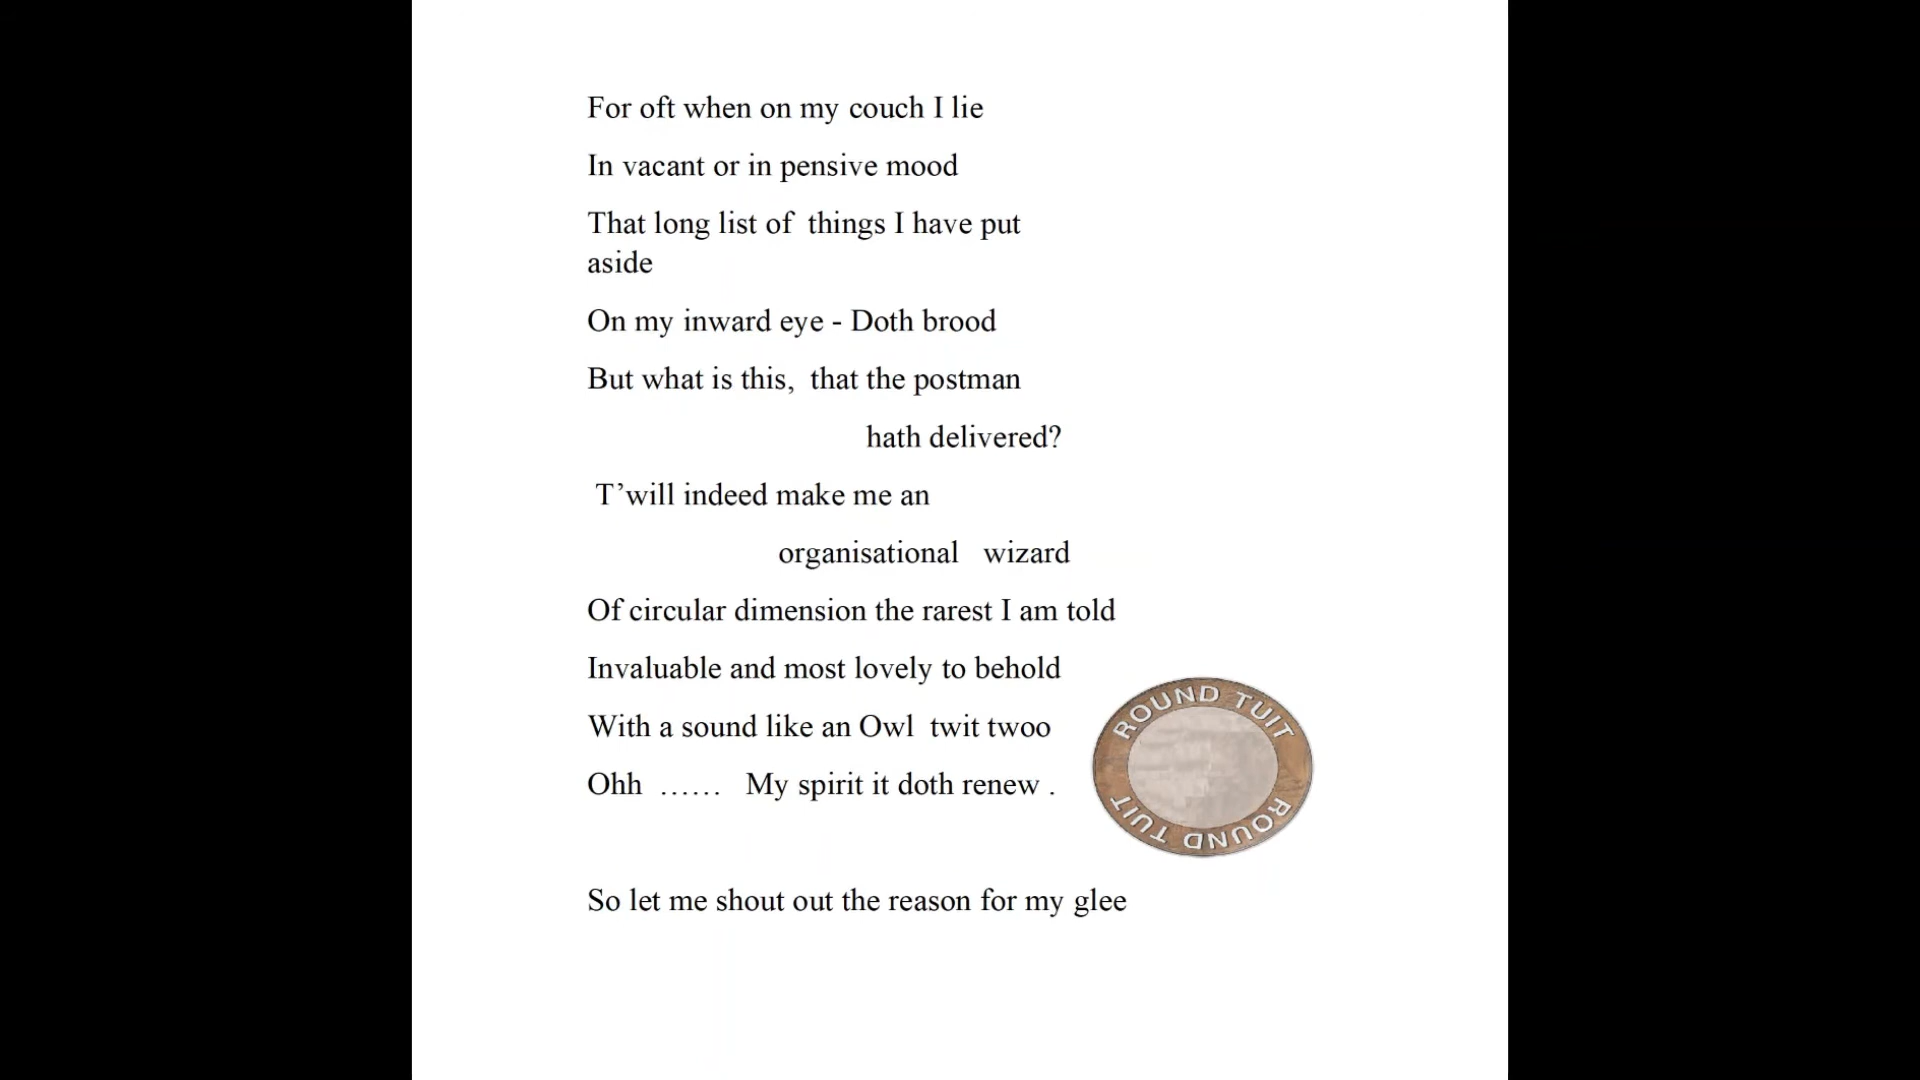 For oft when on my couch I lie
In vacant or in pensive mood
That long list of  things I have put
aside
On my inward eye - Doth brood
But what is this,  that the postman
hath delivered?
T’will indeed make me an
organisational   wizard
Of circular dimension the rarest I am told
Invaluable and most lovely to behold
With a sound like an Owl  twit twoo
Ohh  ……   My spirit it doth renew .
ROUND TUIT
ROUND TUIT
So let me shout out the reason for my glee